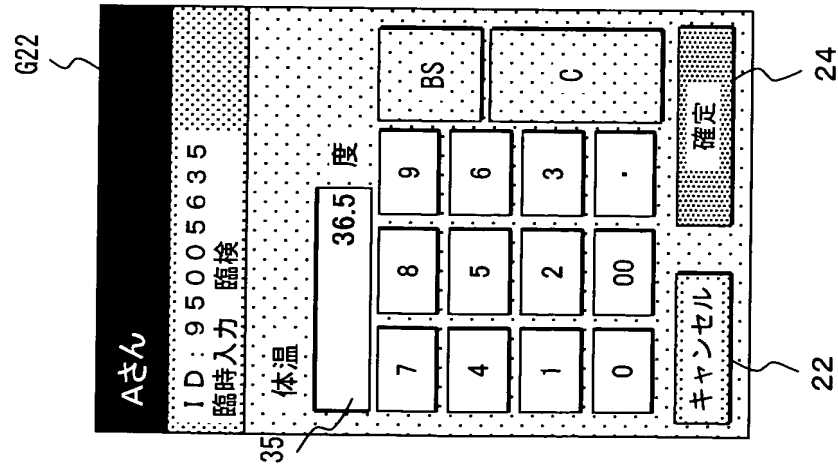 G22
Aさん
ID:95005635
臨時入力 臨検
体温
35
36.5 度
7 8 9 BS
4 5 6
1 2 3 C
0 00 .
キャンセル 確定
22 24